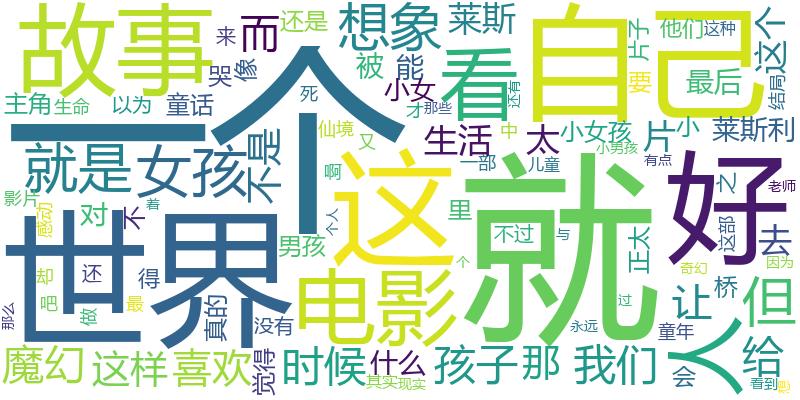 故事
来
而
还是
想象
莱斯
看
自己
片子
他们
这种
这个
哭
像
被
能
要
最后
主角
生命
以为
童话
死
小女
才
那些
还有
结局
一个
就是
女孩
不是
仙境
又
中
生活
太
小女孩
片
小
莱斯利
一部
儿童
小男孩
有点
老师
影片
感动
对
不
着
啊
个人
这
就
好
之
这部
去
世界
里
不过
与
正太
男孩
个
奇幻
因为
那么
吧
却
还
得
做
最
真的
没有
电影
永远
过
让
桥
但
童年
魔幻
这样
喜欢
觉得
时候
什么
其实
现实
孩子
那
我们
人
会
给
看到